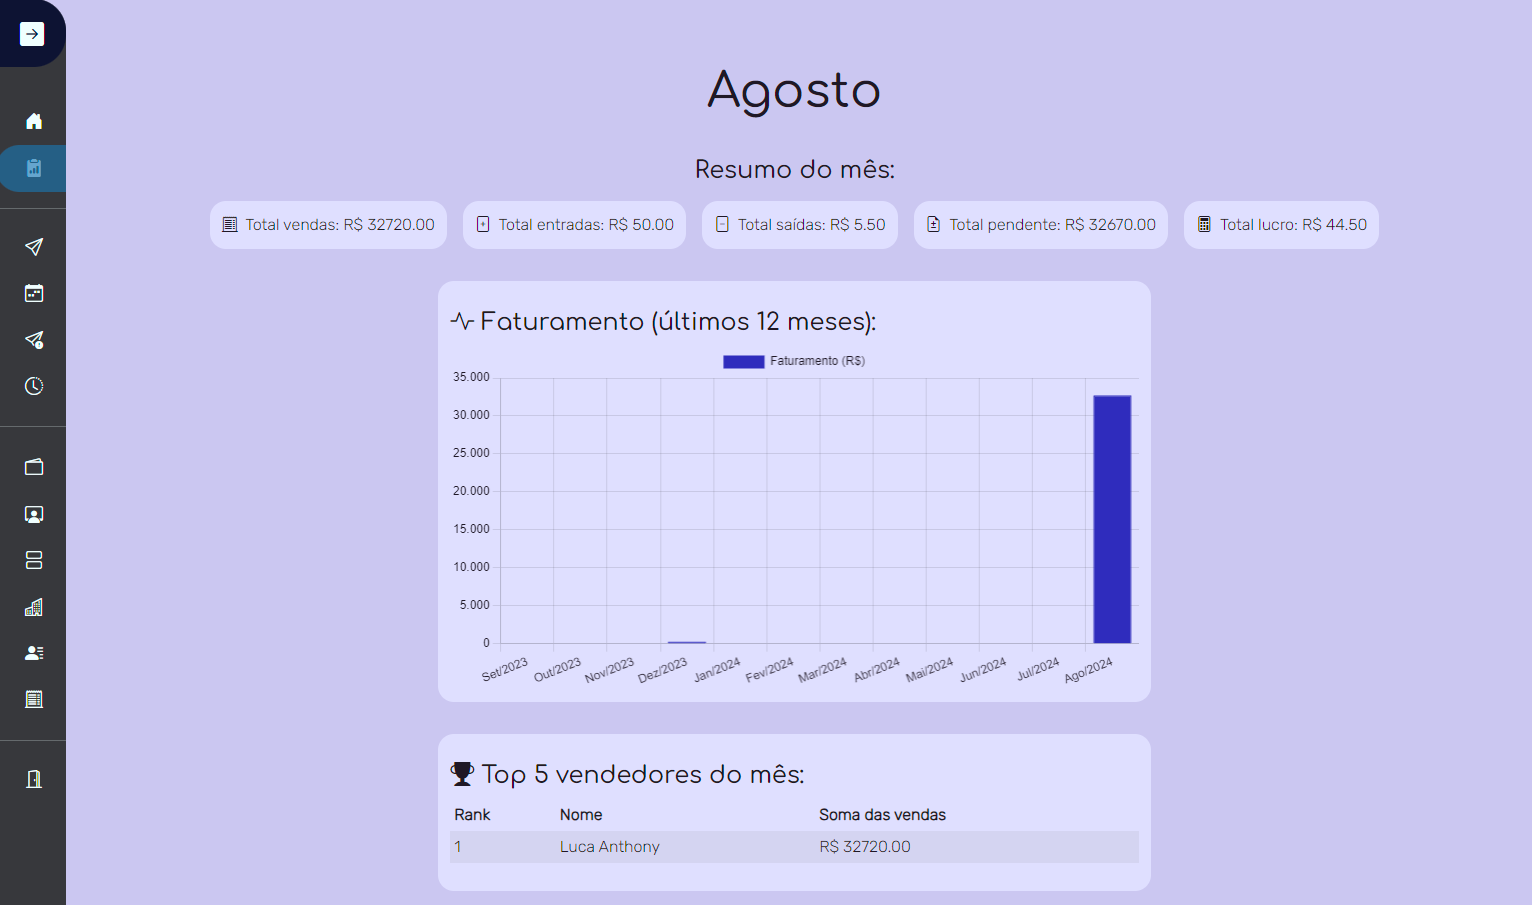 Agosto
Resumo do mês:
Total vendas: R$ 32720.00
Total entradas: R$ 50.00
Total saídas: R$ 5.50
Total pendente: R$ 32670.00
Total lucro: R$ 44.50
Faturamento (últimos 12 meses):
Faturamento (R$)
35.000
30.000
25.000
20.000
15.000
10.000
5.000
0
Set/2023
Out/2023
Nov/2023
Dez/2023
Jan/2024
Fev/2024
Mar/2024
Abr/2024
Mai/2024
Jun/2024
Jul/2024
Ago/2024
Top 5 vendedores do mês:
Rank Nome Soma das vendas
1 Luca Anthony R$ 32720.00